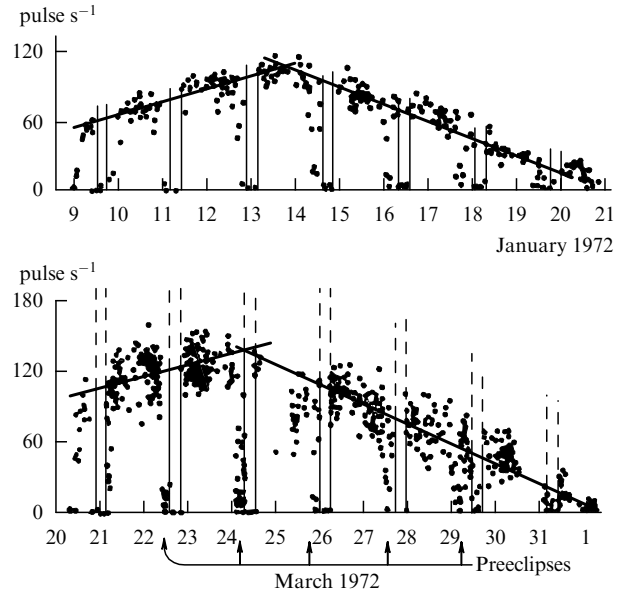 pulse s⁻¹
120
60
0
9 10 11 12 13 14 15 16 17 18 19 20 21
January 1972
pulse s⁻¹
180
120
60
0
20 21 22 23 24 25 26 27 28 29 30 31 1
Preeclipses
March 1972